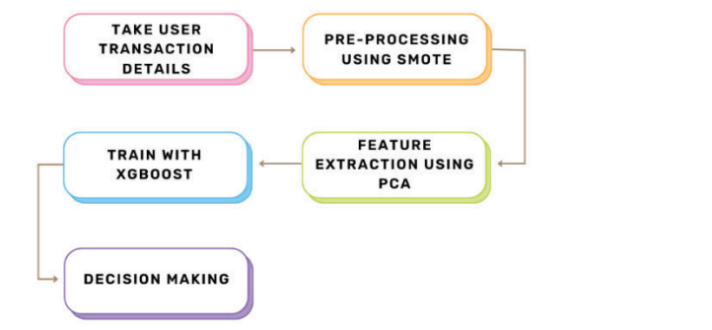 TAKE USER
TRANSACTION
DETAILS
PRE-PROCESSING
USING SMOTE
FEATURE
EXTRACTION USING
PCA
TRAIN WITH
XGBOOST
DECISION MAKING